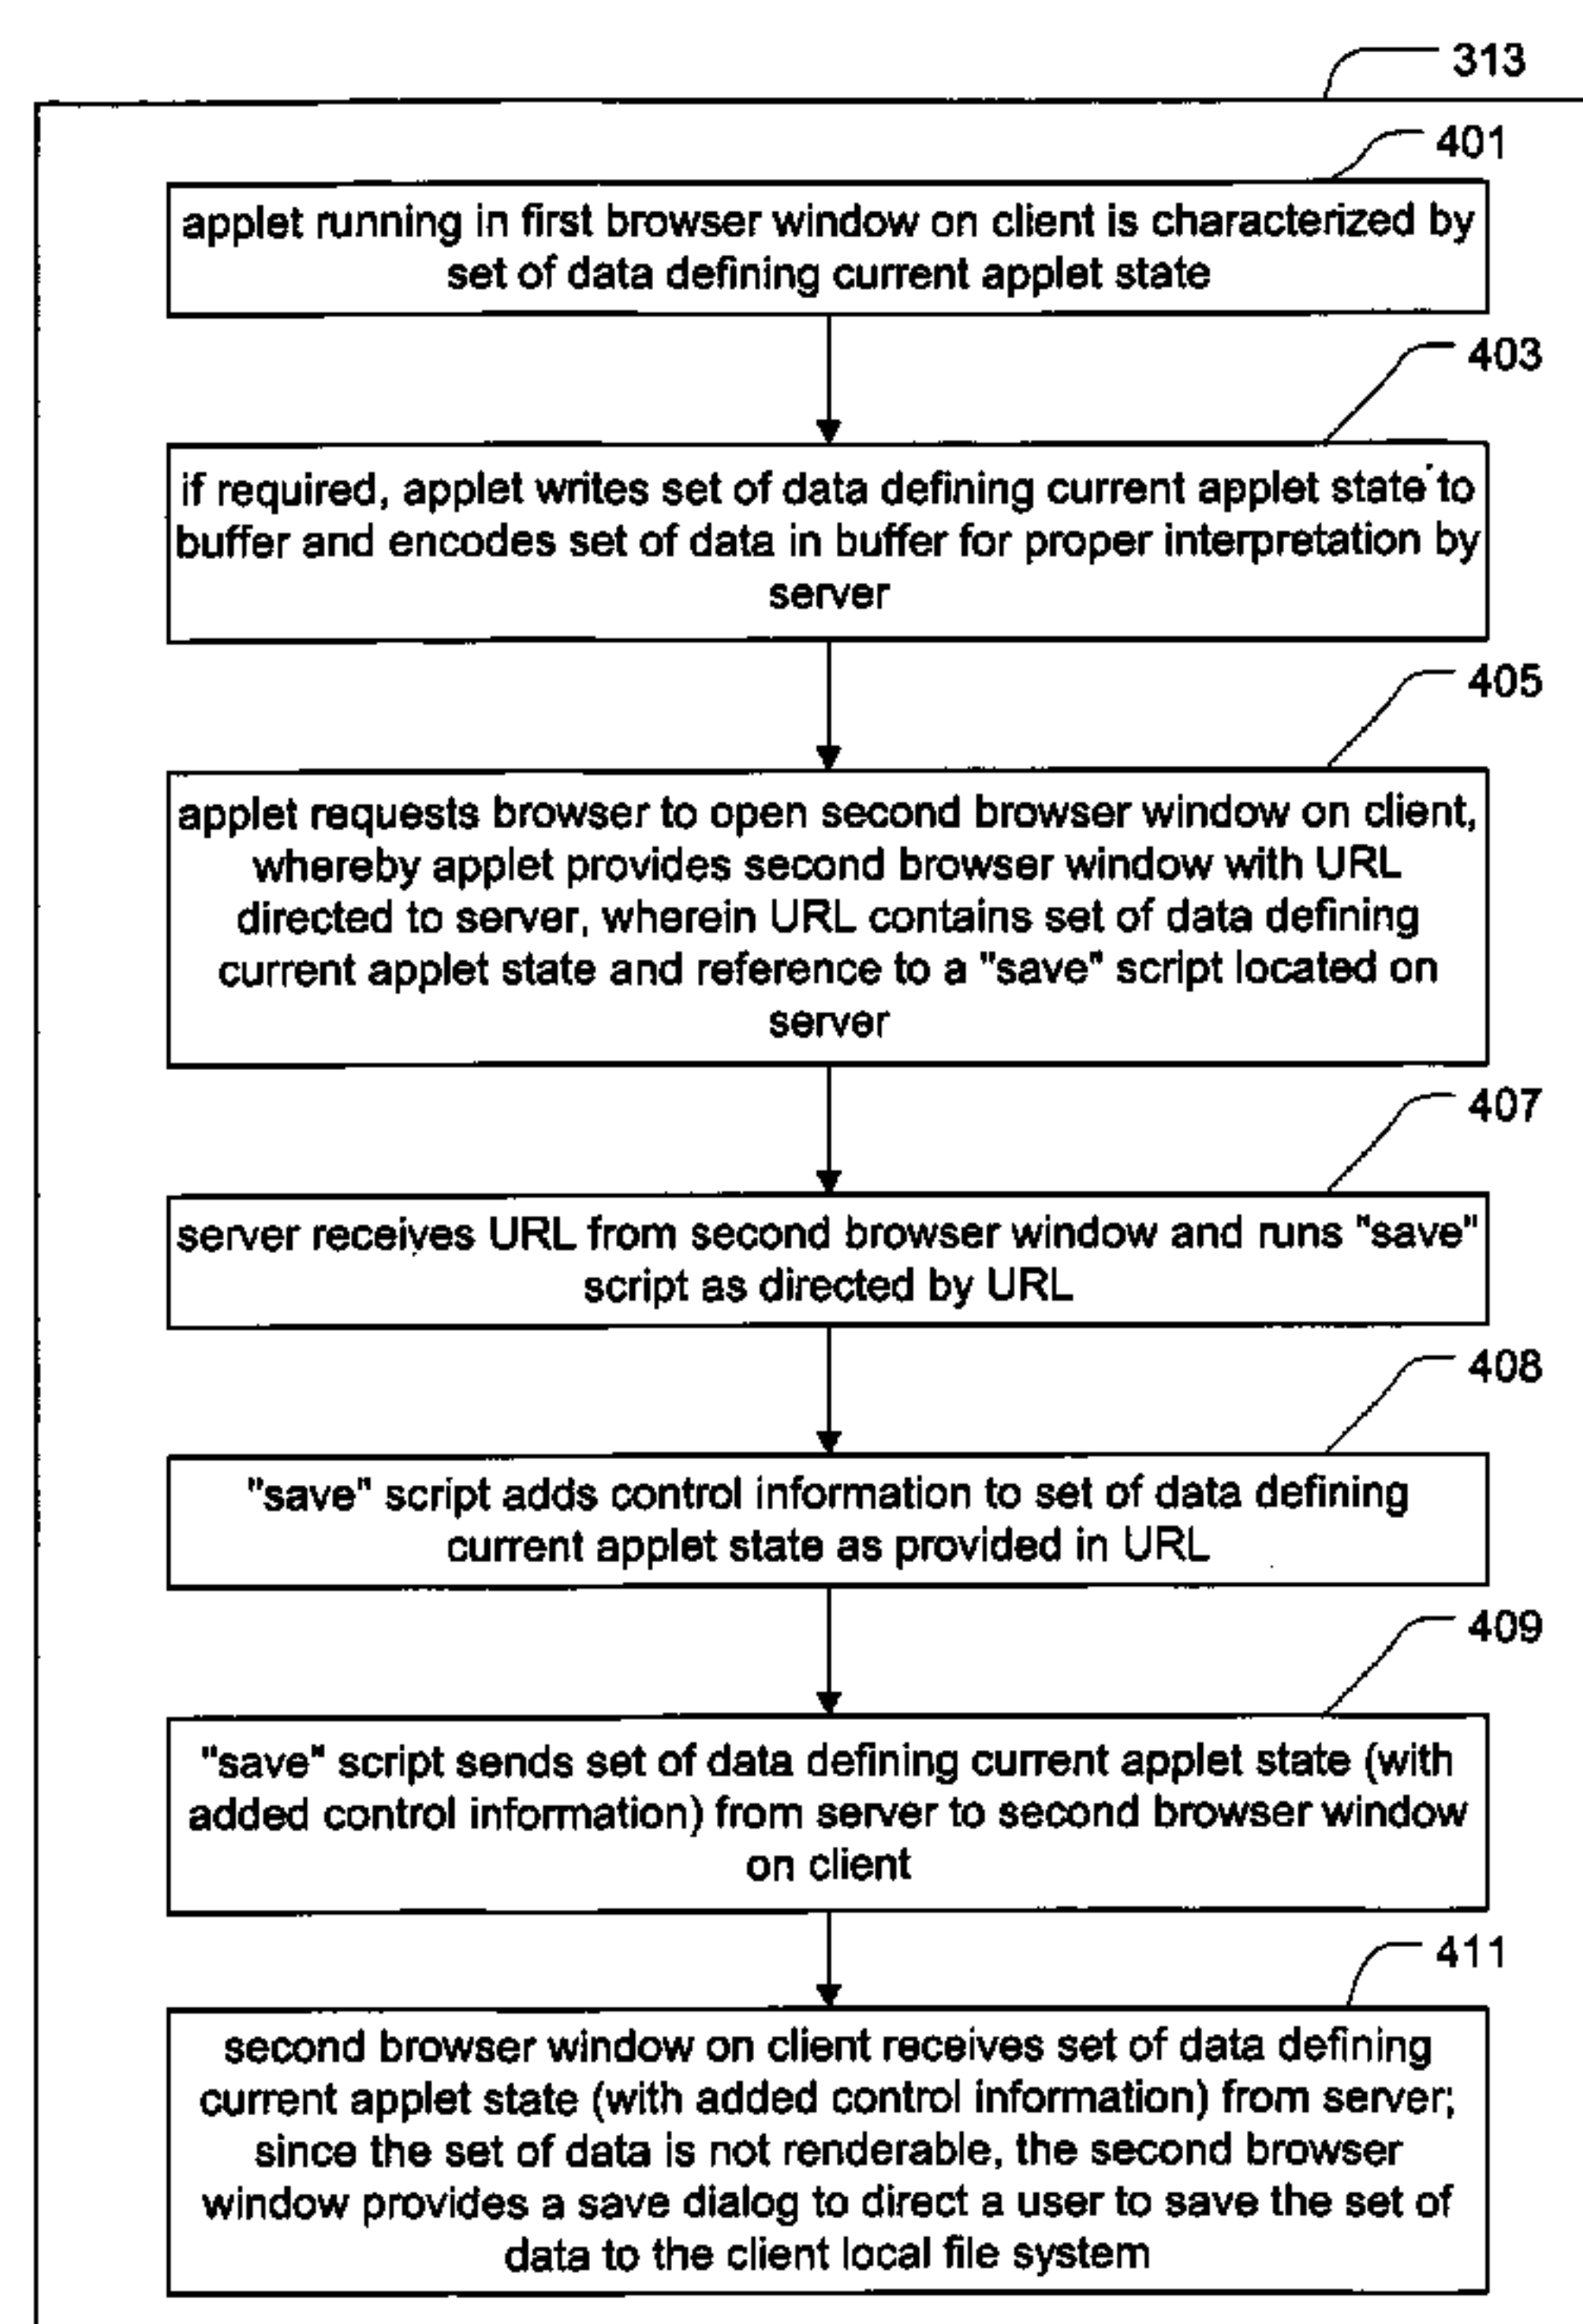 313
401
applet running in first browser window on client is characterized by
set of data defining current applet state
403
if required, applet writes set of data defining current applet state to
buffer and encodes set of data in buffer for proper interpretation by
server
405
applet requests browser to open second browser window on client,
whereby applet provides second browser window with URL
directed to server, wherein URL contains set of data defining
current applet state and reference to a "save" script located on
server
407
server receives URL from second browser window and runs "save"
script as directed by URL
408
"save" script adds control information to set of data defining
current applet state as provided in URL
409
"save" script sends set of data defining current applet state (with
added control information) from server to second browser window
on client
411
second browser window on client receives set of data defining
current applet state (with added control information) from server;
since the set of data is not renderable, the second browser
window provides a save dialog to direct a user to save the set of
data to the client local file system